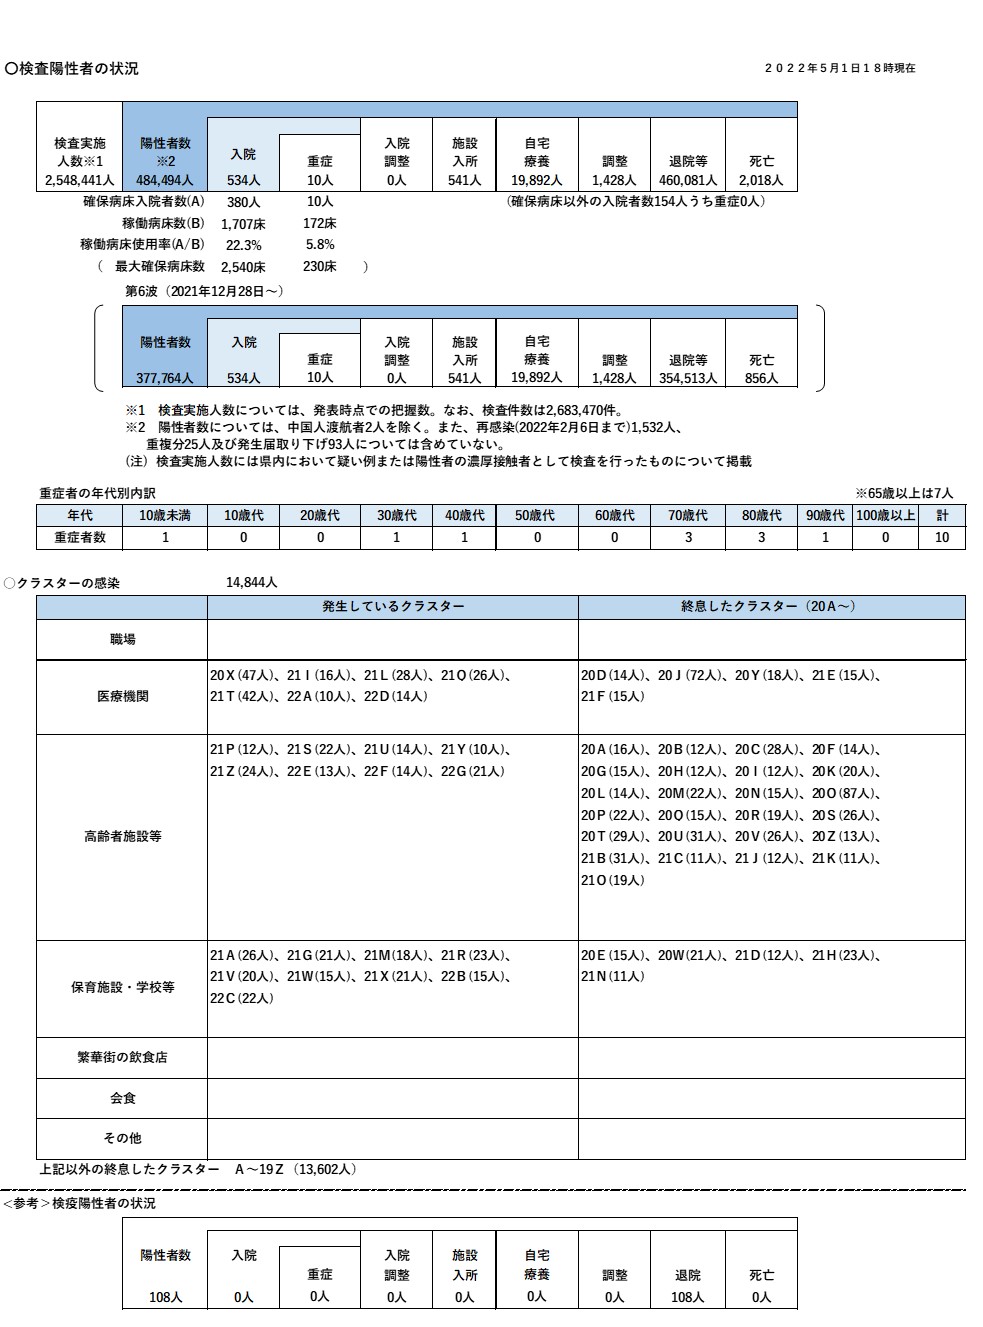 〇検査陽性者の状況
２０２２年５月１日１８時現在
検査実施人数※1 陽性者数※2 入院 重症 入院調整 施設入所 自宅療養 調整 退院等 死亡
2,548,441人 484,494人 534人 10人 0人 541人 19,892人 1,428人 460,081人 2,018人
確保病床入院者数(A) 380人 10人 （確保病床以外の入院者数154人うち重症0人）
稼働病床数(B) 1,707床 172床
稼働病床使用率(A/B) 22.3% 5.8%
（ 最大確保病床数 2,540床 230床 ）
第6波（2021年12月28日～）
陽性者数 入院 重症 入院調整 施設入所 自宅療養 調整 退院等 死亡
377,764人 534人 10人 0人 541人 19,892人 1,428人 354,513人 856人
※1　検査実施人数については、発表時点での把握数。なお、検査件数は2,683,470件。
※2　陽性者数については、中国人渡航者2人を除く。また、再感染(2022年2月6日まで)1,532人、
重複分25人及び発生届取り下げ93人については含めていない。
（注）検査実施人数には県内において疑い例または陽性者の濃厚接触者として検査を行ったものについて掲載
重症者の年代別内訳 ※65歳以上は7人
年代 10歳未満 10歳代 20歳代 30歳代 40歳代 50歳代 60歳代 70歳代 80歳代 90歳代 100歳以上 計
重症者数 1 0 0 1 1 0 0 3 3 1 0 10
○クラスターの感染 14,844人
発生しているクラスター 終息したクラスター（20Ａ～）
職場
医療機関
20Ｘ(47人)、21Ｉ(16人)、21Ｌ(28人)、21Ｑ(26人)、
21Ｔ(42人)、22Ａ(10人)、22Ｄ(14人)
20Ｄ(14人)、20Ｊ(72人)、20Ｙ(18人)、21Ｅ(15人)、
21Ｆ(15人)
高齢者施設等
21Ｐ(12人)、21Ｓ(22人)、21Ｕ(14人)、21Ｙ(10人)、
21Ｚ(24人)、22Ｅ(13人)、22Ｆ(14人)、22Ｇ(21人)
20Ａ(16人)、20Ｂ(12人)、20Ｃ(28人)、20Ｆ(14人)、
20Ｇ(15人)、20Ｈ(12人)、20Ｉ(12人)、20Ｋ(20人)、
20Ｌ(14人)、20Ｍ(22人)、20Ｎ(15人)、20Ｏ(87人)、
20Ｐ(22人)、20Ｑ(15人)、20Ｒ(19人)、20Ｓ(26人)、
20Ｔ(29人)、20Ｕ(31人)、20Ｖ(26人)、20Ｚ(13人)、
21Ｂ(31人)、21Ｃ(11人)、21Ｊ(12人)、21Ｋ(11人)、
21Ｏ(19人)
保育施設・学校等
21Ａ(26人)、21Ｇ(21人)、21Ｍ(18人)、21Ｒ(23人)、
21Ｖ(20人)、21Ｗ(15人)、21Ｘ(21人)、22Ｂ(15人)、
22Ｃ(22人)
20Ｅ(15人)、20Ｗ(21人)、21Ｄ(12人)、21Ｈ(23人)、
21Ｎ(11人)
繁華街の飲食店
会食
その他
上記以外の終息したクラスター　Ａ～19Ｚ（13,602人）
＜参考＞検疫陽性者の状況
陽性者数 入院 重症 入院調整 施設入所 自宅療養 調整 退院 死亡
108人 0人 0人 0人 0人 0人 0人 108人 0人